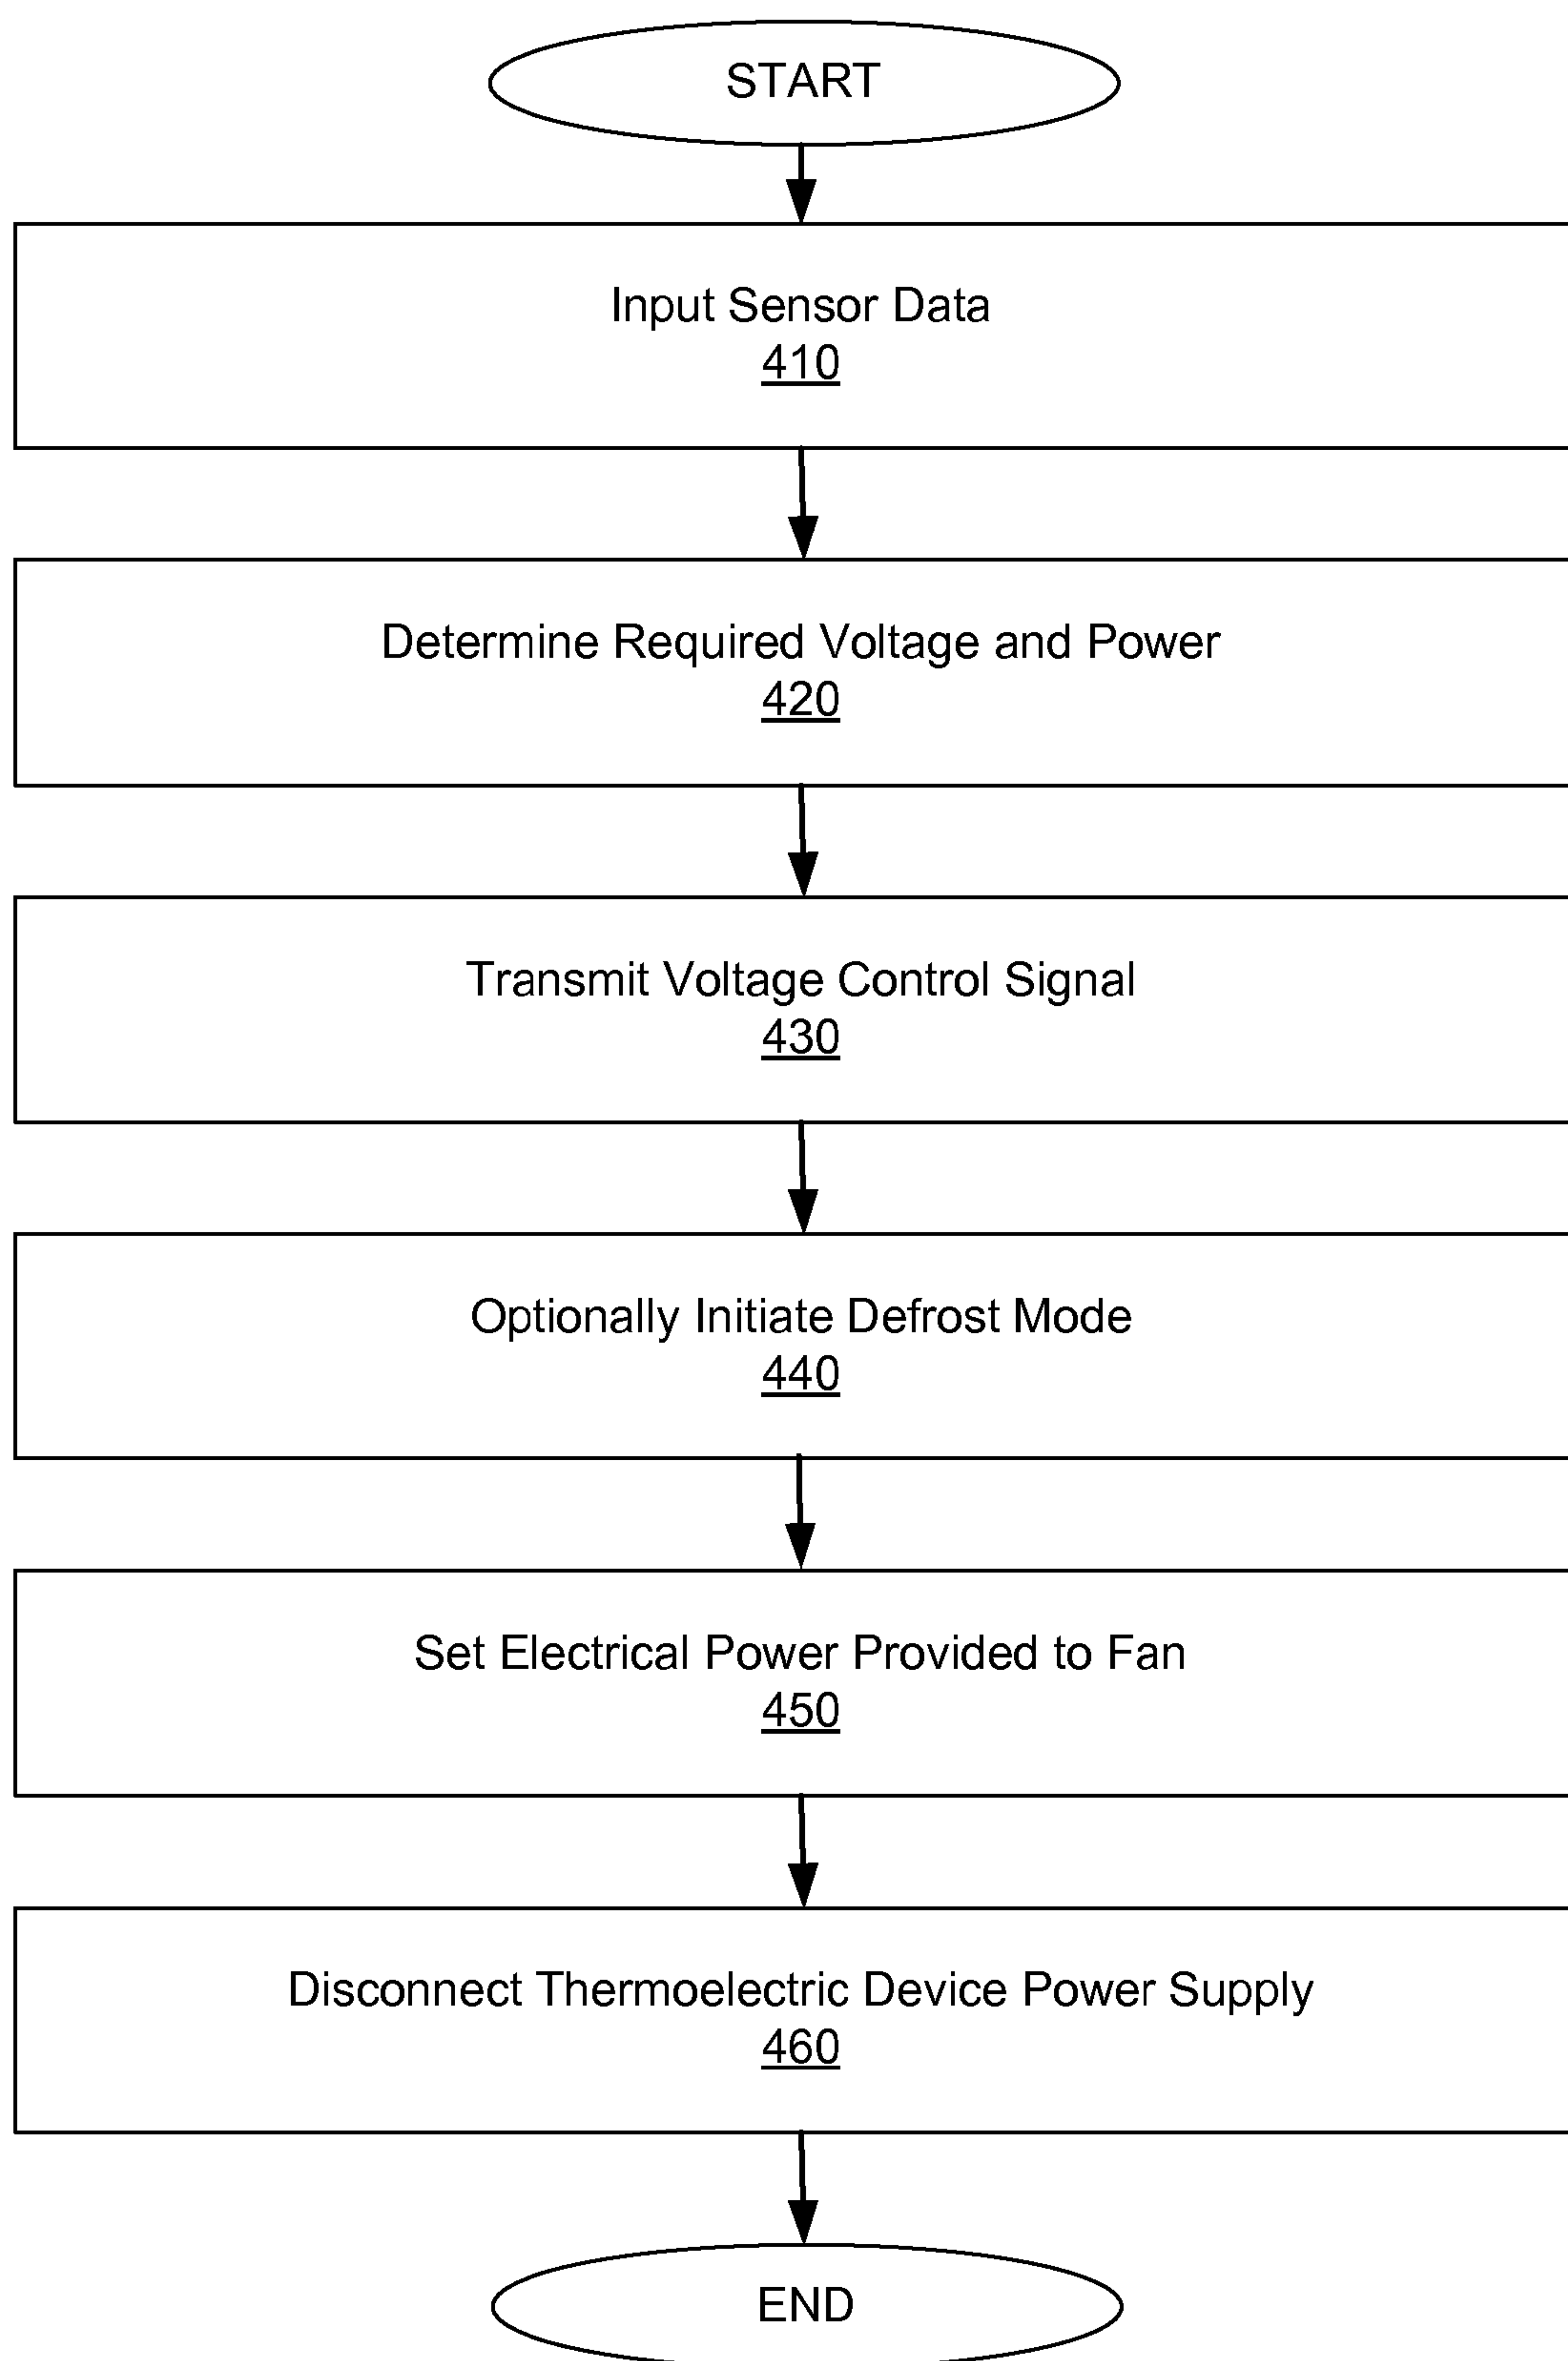 START
Input Sensor Data
410
Determine Required Voltage and Power
420
Transmit Voltage Control Signal
430
Optionally Initiate Defrost Mode
440
Set Electrical Power Provided to Fan
450
Disconnect Thermoelectric Device Power Supply
460
END